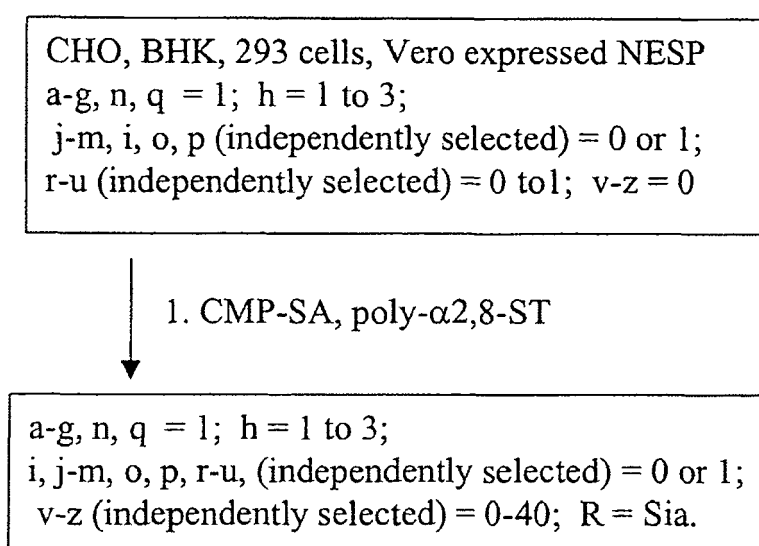 CHO, BHK, 293 cells, Vero expressed NESP
a-g, n, q = 1; h = 1 to 3;
j-m, i, o, p (independently selected) = 0 or 1;
r-u (independently selected) = 0 to1; v-z = 0
1. CMP-SA, poly-α2,8-ST
a-g, n, q = 1; h = 1 to 3;
i, j-m, o, p, r-u, (independently selected) = 0 or 1;
v-z (independently selected) = 0-40; R = Sia.